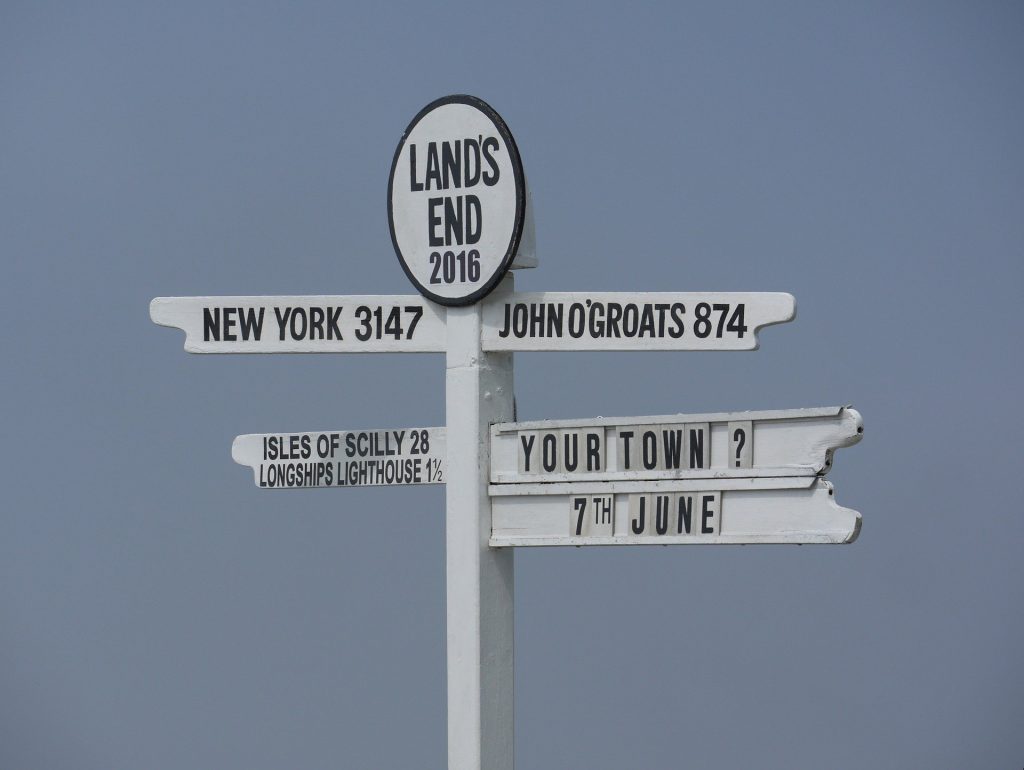 LAND'S
END
2016
NEW YORK 3147
JOHN O'GROATS 874
ISLES OF SCILLY 28
LONGSHIPS LIGHTHOUSE 1½
YOUR TOWN ?
7TH JUNE